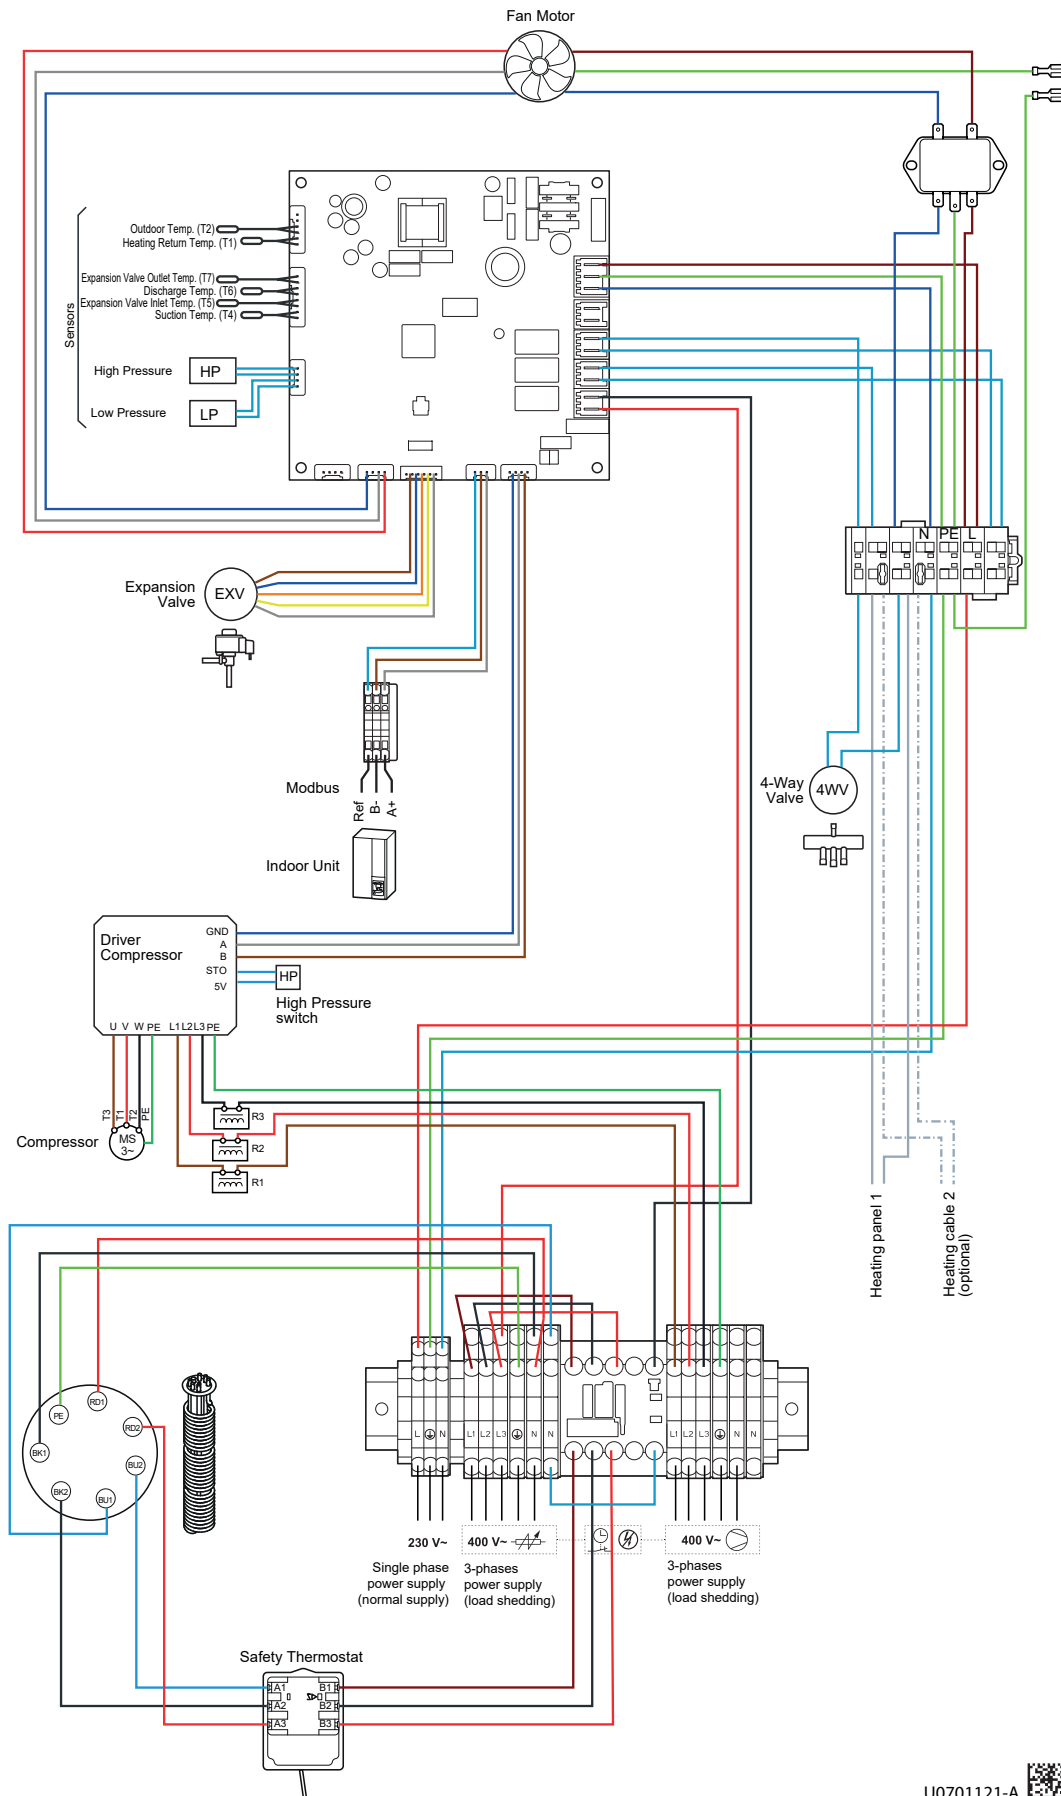 Fan Motor
Sensors
Outdoor Temp. (T2)
Heating Return Temp. (T1)
Expansion Valve Outlet Temp. (T7)
Discharge Temp. (T6)
Expansion Valve Inlet Temp. (T5)
Suction Temp. (T4)
High Pressure
HP
Low Pressure
LP
N PE L
Expansion
Valve
EXV
Modbus
Ref
B-
A+
4-Way
Valve
4WV
Indoor Unit
Driver
Compressor
GND
A
B
STO
5V
HP
High Pressure
switch
U V W PE L1 L2 L3 PE
T3
T1
T2
PE
Compressor
MS
3~
R3
R2
R1
Heating panel 1
Heating cable 2
(optional)
RD1
PE
RD2
BK1
BU2
BK2
BU1
L N L1 L2 L3 N N L1 L2 L3 N N
230 V~
400 V~
400 V~
Single phase
power supply
(normal supply)
3-phases
power supply
(load shedding)
3-phases
power supply
(load shedding)
Safety Thermostat
A1 B1
A2 B2
A3 B3
U0701121-A